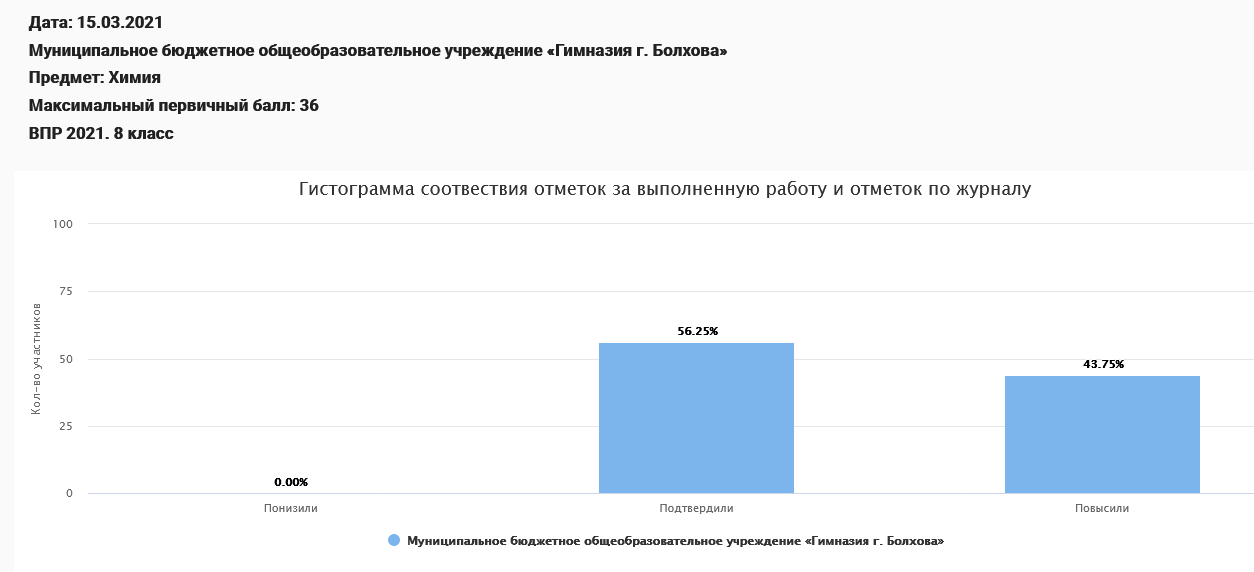 Дата: 15.03.2021
Муниципальное бюджетное общеобразовательное учреждение «Гимназия г. Болхова»
Предмет: Химия
Максимальный первичный балл: 36
ВПР 2021. 8 класс
Гистограмма соотвествия отметок за выполненную работу и отметок по журналу
100
75
50
25
0
Кол-во участников
0.00%
56.25%
43.75%
Понизили
Подтвердили
Повысили
Муниципальное бюджетное общеобразовательное учреждение «Гимназия г. Болхова»